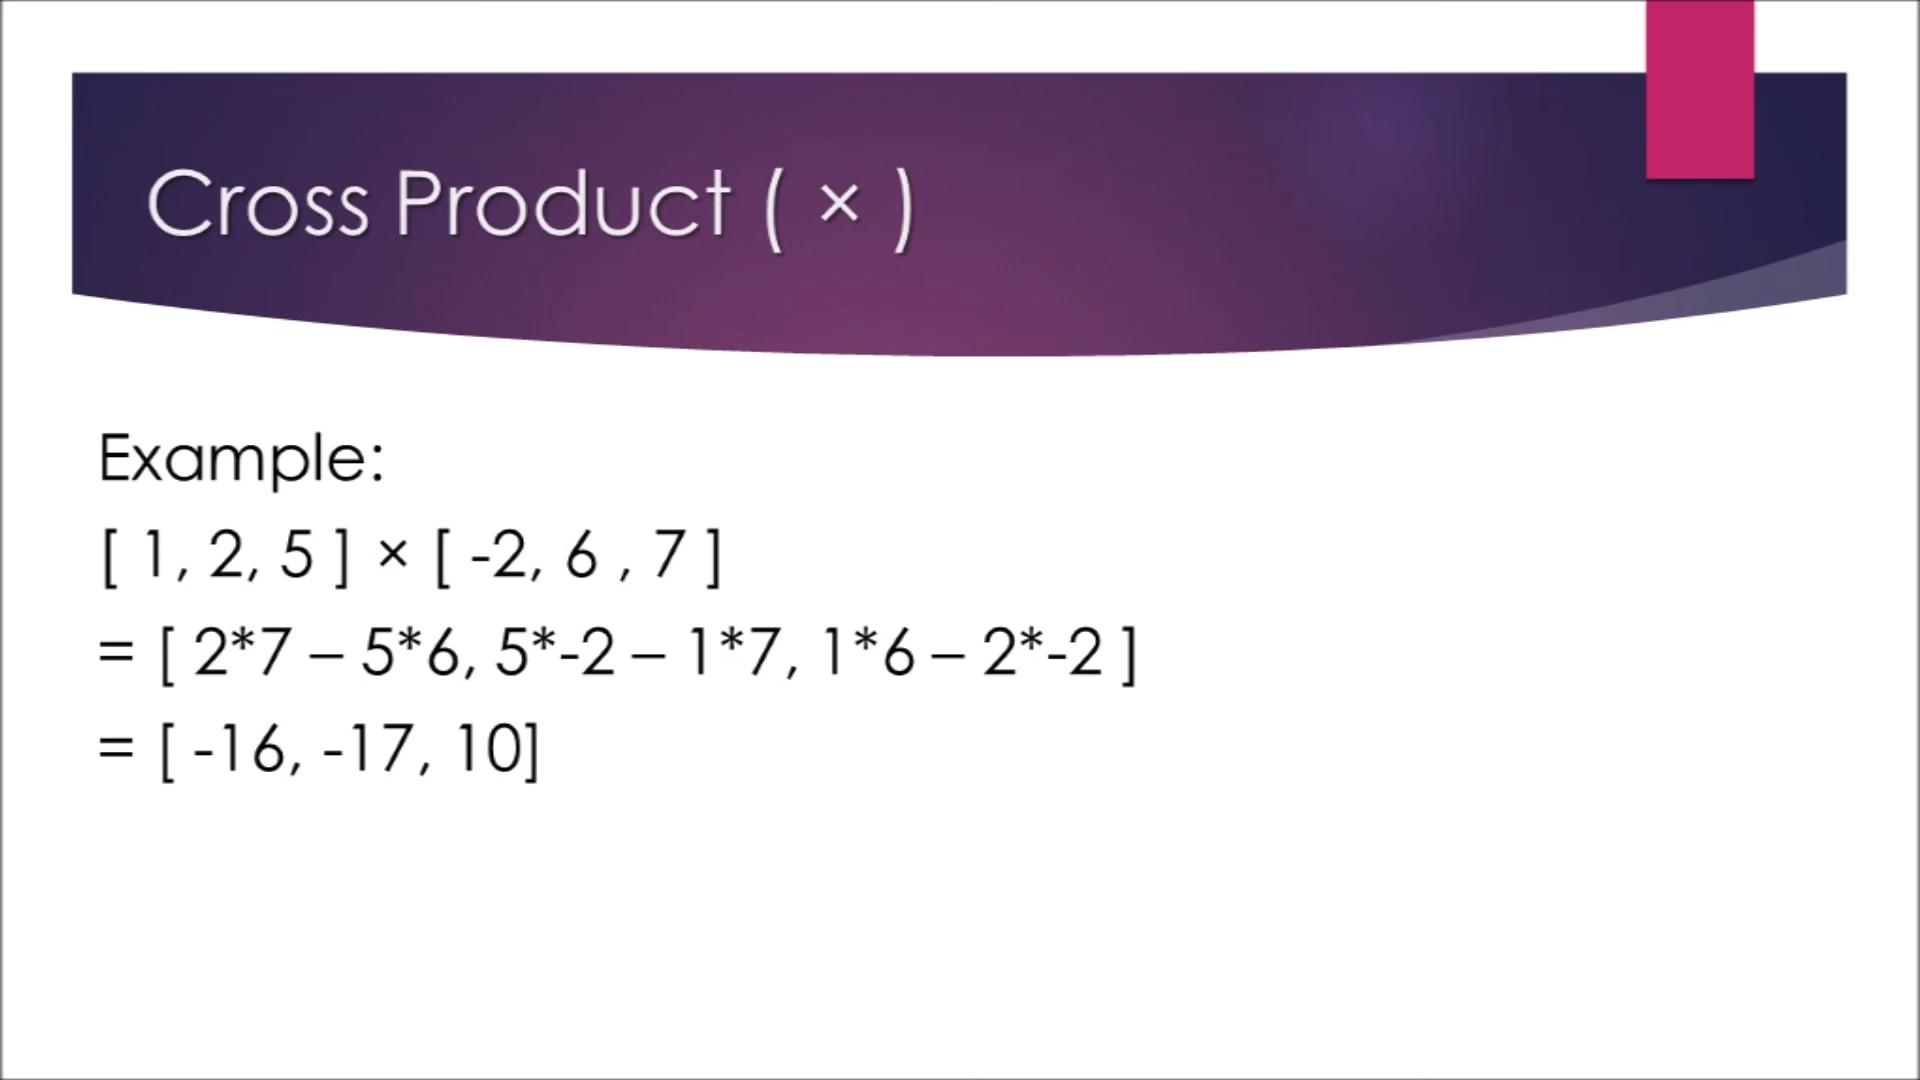 Cross Product ( × )
Example:
[ 1, 2, 5 ] × [ -2, 6 , 7 ]
= [ 2*7 – 5*6, 5*-2 – 1*7, 1*6 – 2*-2 ]
= [ -16, -17, 10]